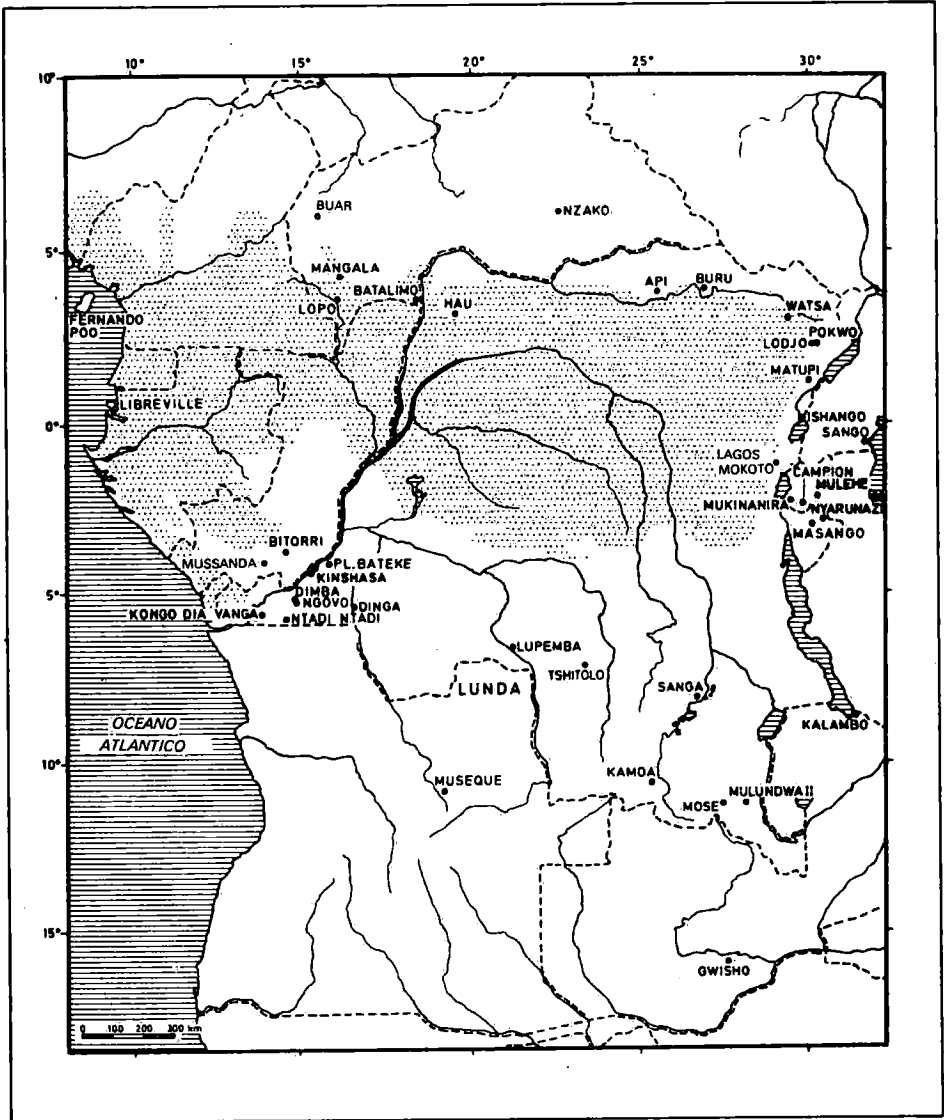 10° 15° 20° 25° 30°
10°
BUAR
NZAKO
5°
MANGALA
BATALIMO
API
BURU
LOPO
HAU
WATSA
FERNANDO
POO
POKWO
LODJO
MATUPI
LIBREVILLE
ISHANGO
0°
SANGO
LAGOS
MOKOTO
CAMPION
MULEHE
MUKINANIRA
NYARUNAZI
MASANGO
BITORRI
MUSSANDA
PL. BATEKE
KINSHASA
DIMBA
5°
NGOVO
DINGA
KONGO DIA VANGA
NTADI NTADI
LUPEMBA
TSHITOLO
LUNDA
SANGA
OCEANO
ATLANTICO
KALAMBO
10°
MUSEQUE
KAMOA
MULUNDWA II
MOSE
15°
GWISHO
0 100 200 300 km